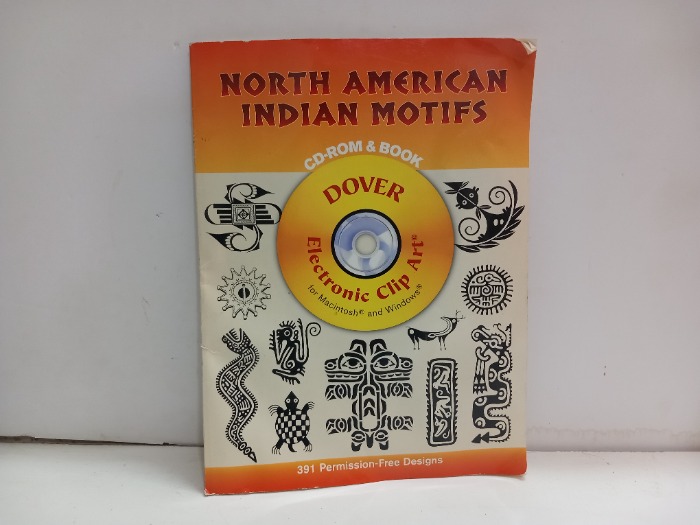 NORTH AMERICAN
INDIAN MOTIFS
CD-ROM & BOOK
DOVER
Electronic Clip Art®
for Macintosh® and Windows®
391 Permission-Free Designs